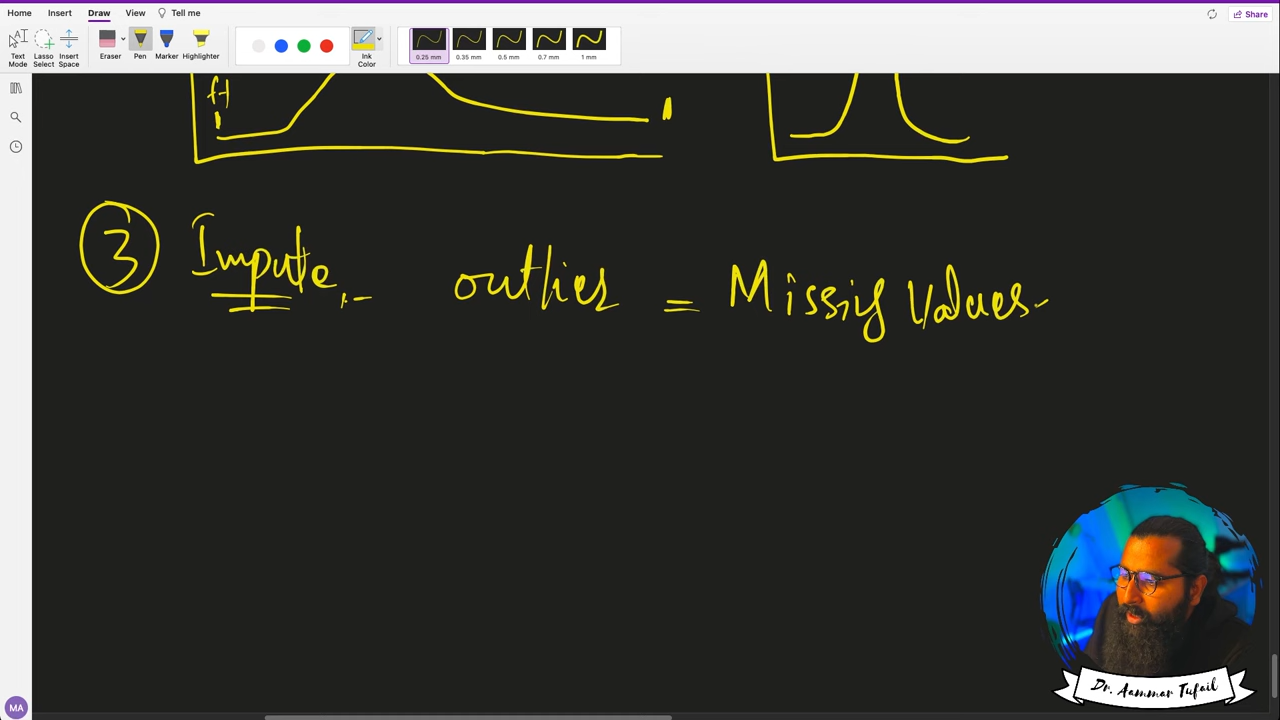 Home Insert Draw View Tell me Share
Text Mode Lasso Select Insert Space Eraser Pen Marker Highlighter Ink Color 0.25 mm 0.35 mm 0.5 mm 0.7 mm 1 mm
3 Impute:- outlier = Missing Values-
MA
Dr. Aammar Tufail